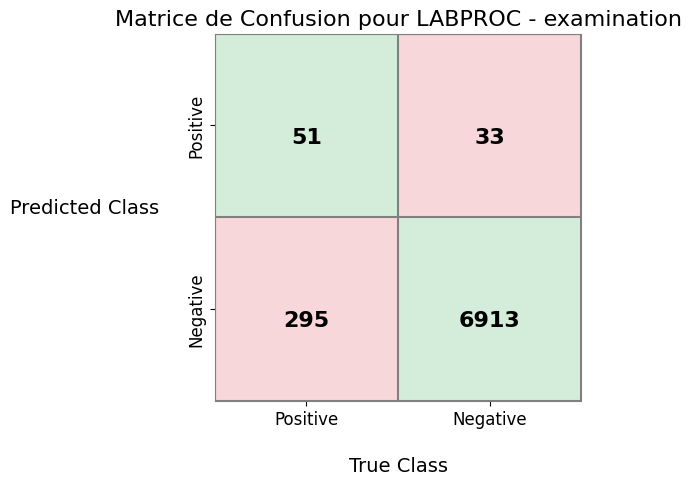 Matrice de Confusion pour LABPROC - examination
Positive
51
33
Predicted Class
Negative
295
6913
Positive
Negative
True Class